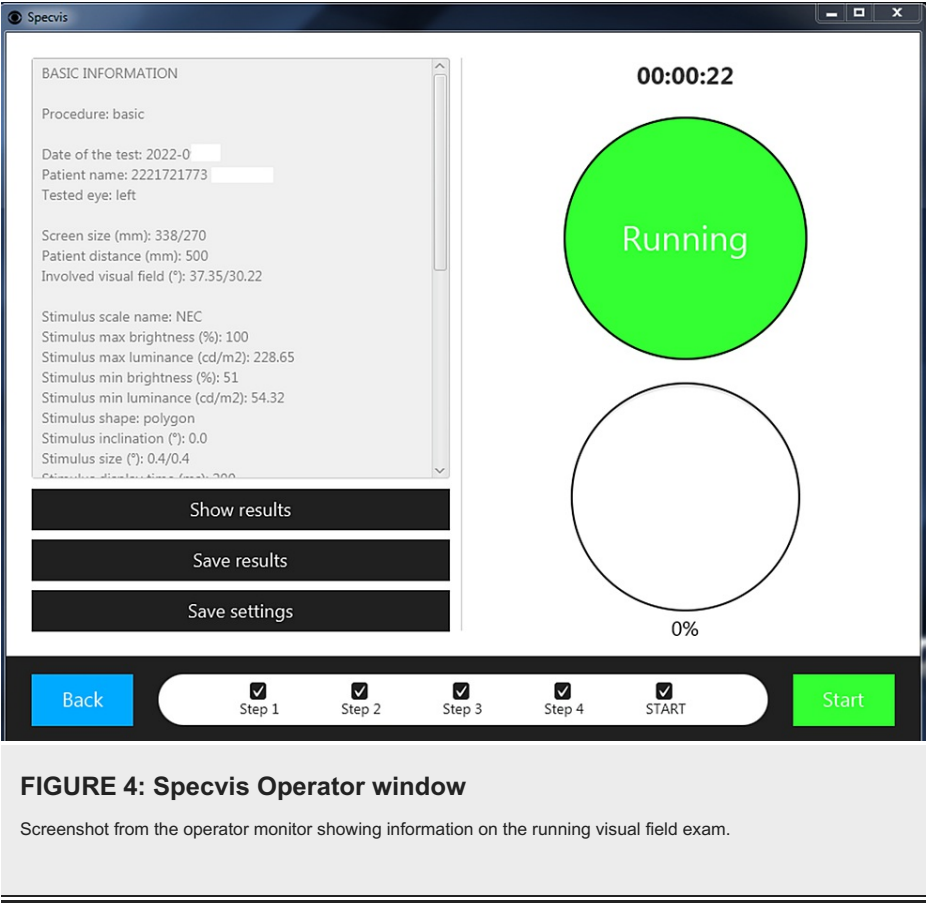 Specvis
BASIC INFORMATION
Procedure: basic
Date of the test: 2022-0
Patient name: 2221721773
Tested eye: left
Screen size (mm): 338/270
Patient distance (mm): 500
Involved visual field (°): 37.35/30.22
Stimulus scale name: NEC
Stimulus max brightness (%): 100
Stimulus max luminance (cd/m2): 228.65
Stimulus min brightness (%): 51
Stimulus min luminance (cd/m2): 54.32
Stimulus shape: polygon
Stimulus inclination (°): 0.0
Stimulus size (°): 0.4/0.4
Stimulus display time (ms): 200
Show results
Save results
Save settings
00:00:22
Running
0%
Back
Step 1
Step 2
Step 3
Step 4
START
Start
FIGURE 4: Specvis Operator window
Screenshot from the operator monitor showing information on the running visual field exam.